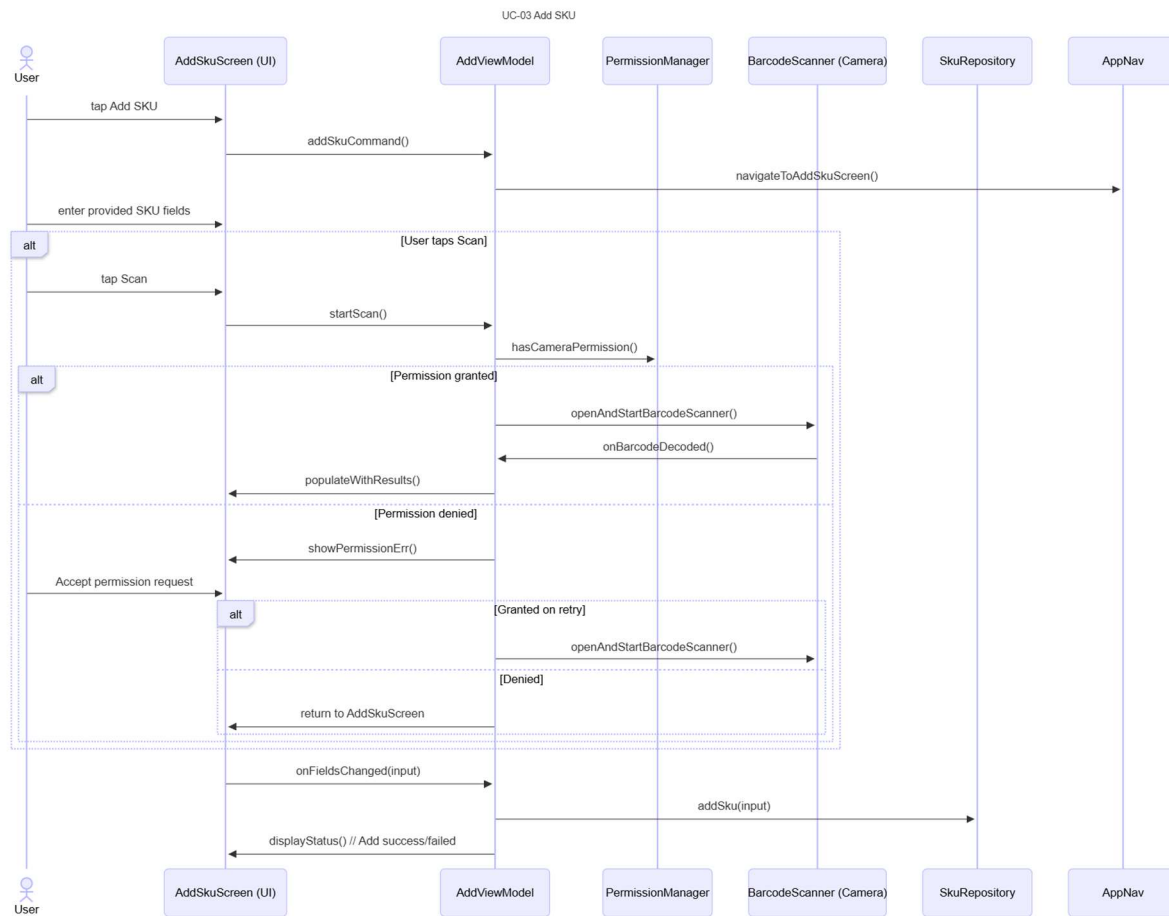 UC-03 Add SKU
User
AddSkuScreen (UI)
AddViewModel
PermissionManager
BarcodeScanner (Camera)
SkuRepository
AppNav
tap Add SKU
addSkuCommand()
navigateToAddSkuScreen()
enter provided SKU fields
alt
[User taps Scan]
tap Scan
startScan()
hasCameraPermission()
alt
[Permission granted]
openAndStartBarcodeScanner()
onBarcodeDecoded()
populateWithResults()
[Permission denied]
showPermissionErr()
Accept permission request
alt
[Granted on retry]
openAndStartBarcodeScanner()
[Denied]
return to AddSkuScreen
onFieldsChanged(input)
addSku(input)
displayStatus() // Add success/failed
User
AddSkuScreen (UI)
AddViewModel
PermissionManager
BarcodeScanner (Camera)
SkuRepository
AppNav